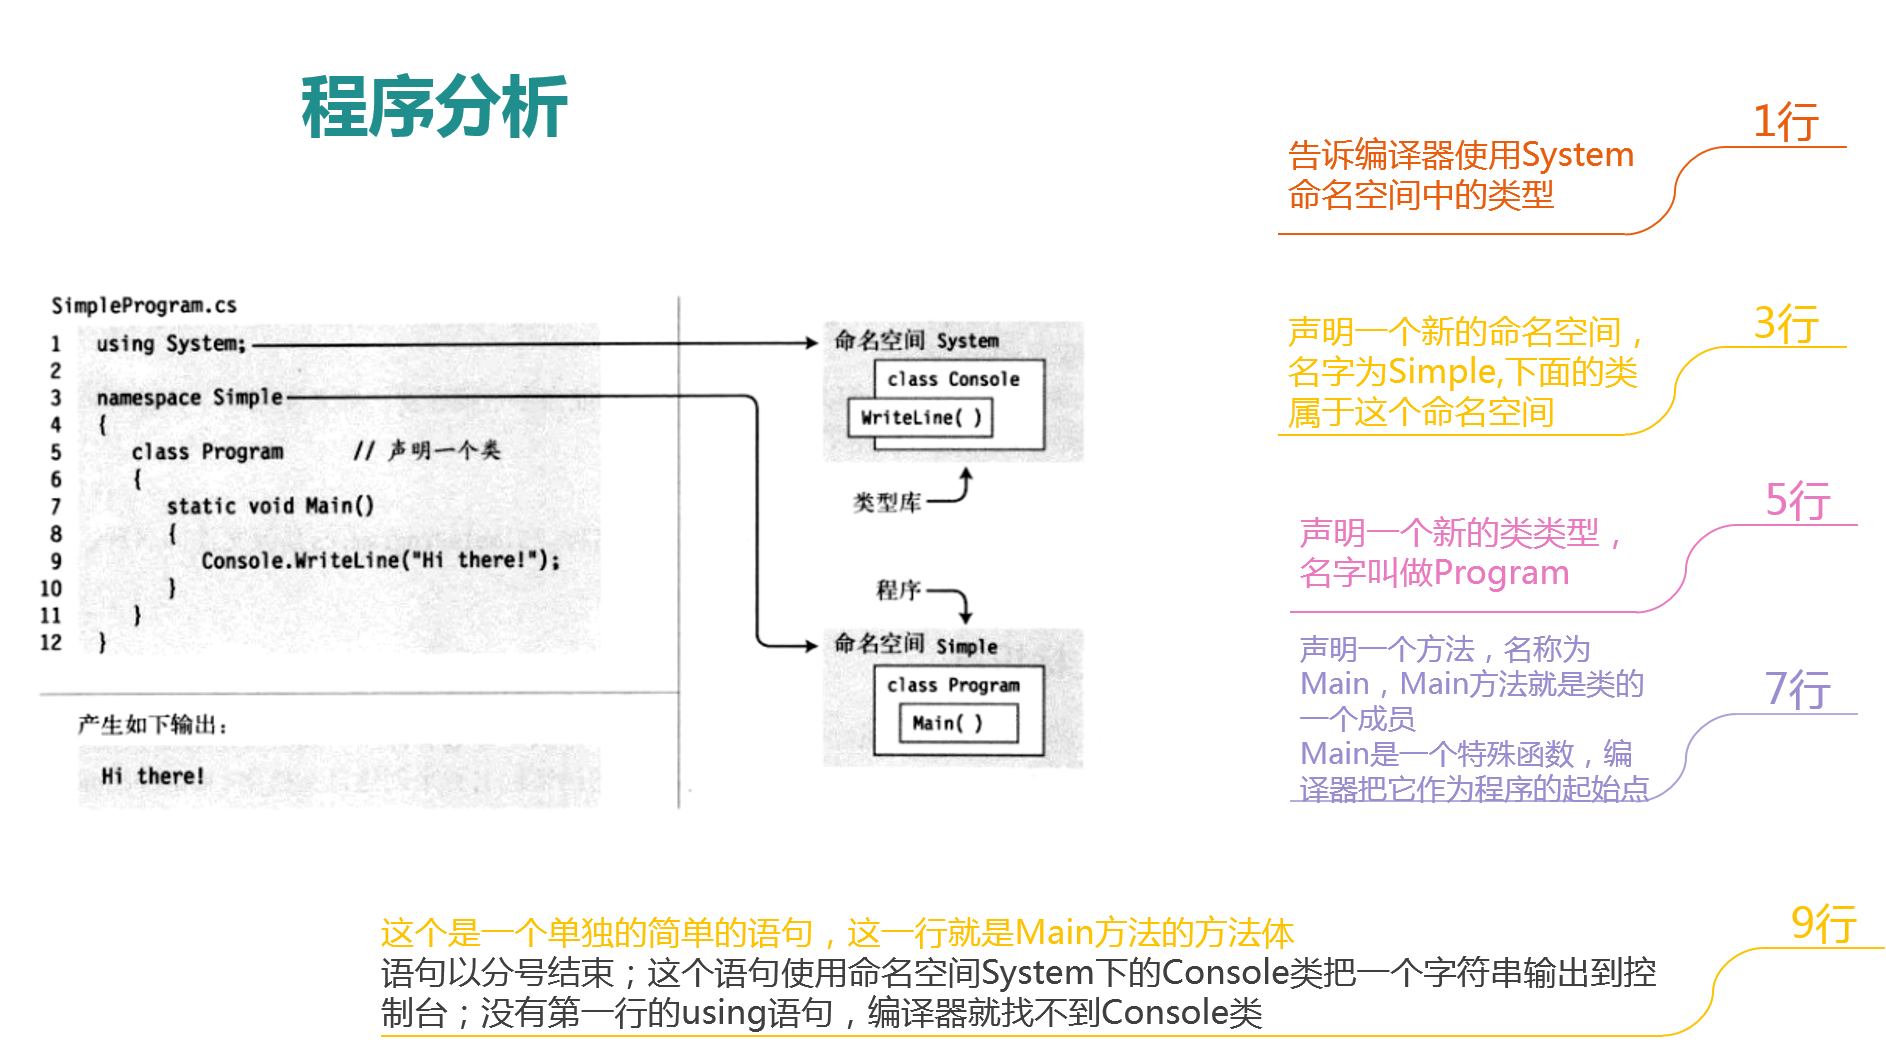 程序分析
SimpleProgram.cs
1 using System;
2
3 namespace Simple
4 {
5 class Program // 声明一个类
6 {
7 static void Main()
8 {
9 Console.WriteLine("Hi there!");
10 }
11 }
12 }
产生如下输出：
Hi there!
命名空间 System
class Console
WriteLine( )
类型库
程序
命名空间 Simple
class Program
Main( )
1行
告诉编译器使用System
命名空间中的类型
3行
声明一个新的命名空间，
名字为Simple,下面的类
属于这个命名空间
5行
声明一个新的类类型，
名字叫做Program
7行
声明一个方法，名称为
Main，Main方法就是类的
一个成员
Main是一个特殊函数，编
译器把它作为程序的起始点
9行
这个是一个单独的简单的语句，这一行就是Main方法的方法体
语句以分号结束；这个语句使用命名空间System下的Console类把一个字符串输出到控
制台；没有第一行的using语句，编译器就找不到Console类